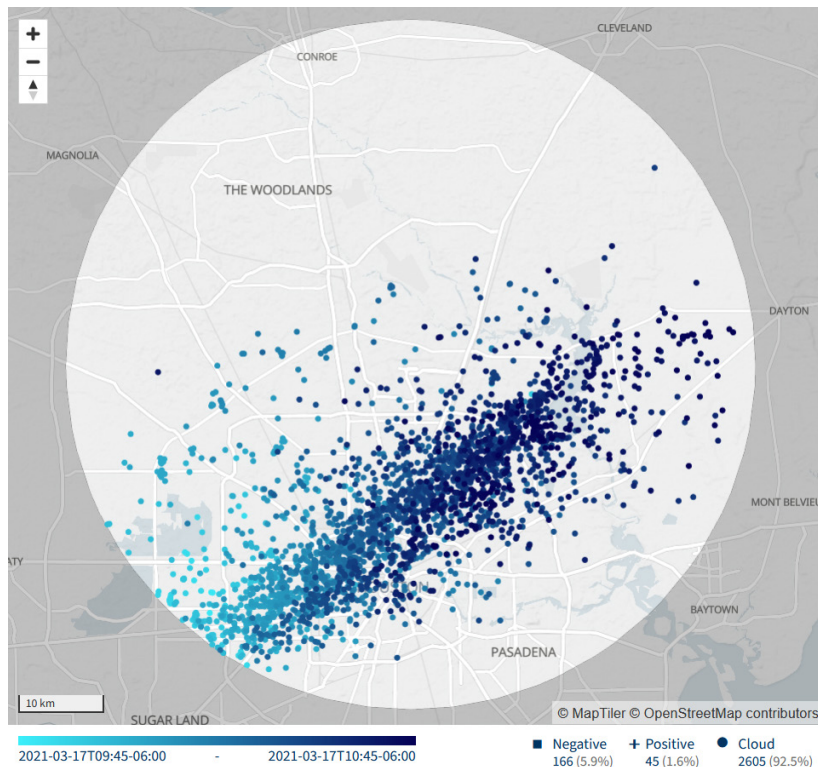 +
CLEVELAND
−
CONROE
MAGNOLIA
THE WOODLANDS
DAYTON
MONT BELVIEU
ATY
BAYTOWN
PASADENA
10 km
SUGAR LAND
© MapTiler © OpenStreetMap contributors
2021-03-17T09:45-06:00 - 2021-03-17T10:45-06:00
Negative Positive Cloud
166 (5.9%) 45 (1.6%) 2605 (92.5%)